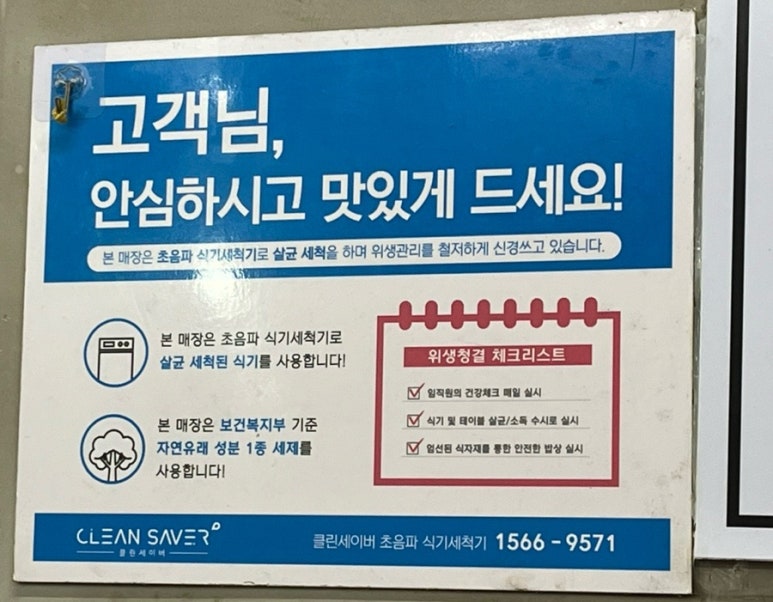 고객님,
안심하시고 맛있게 드세요!
본 매장은 초음파 식기세척기로 살균 세척을 하며 위생관리를 철저하게 신경쓰고 있습니다.
본 매장은 초음파 식기세척기로
살균 세척된 식기를 사용합니다!
본 매장은 보건복지부 기준
자연유래 성분 1종 세제를
사용합니다!
위생청결 체크리스트
임직원의 건강체크 매일 실시
식기 및 테이블 살균/소독 수시로 실시
엄선된 식자재를 통한 안전한 밥상 실시
CLEAN SAVER
클린세이버
클린세이버 초음파 식기세척기 1566-9571